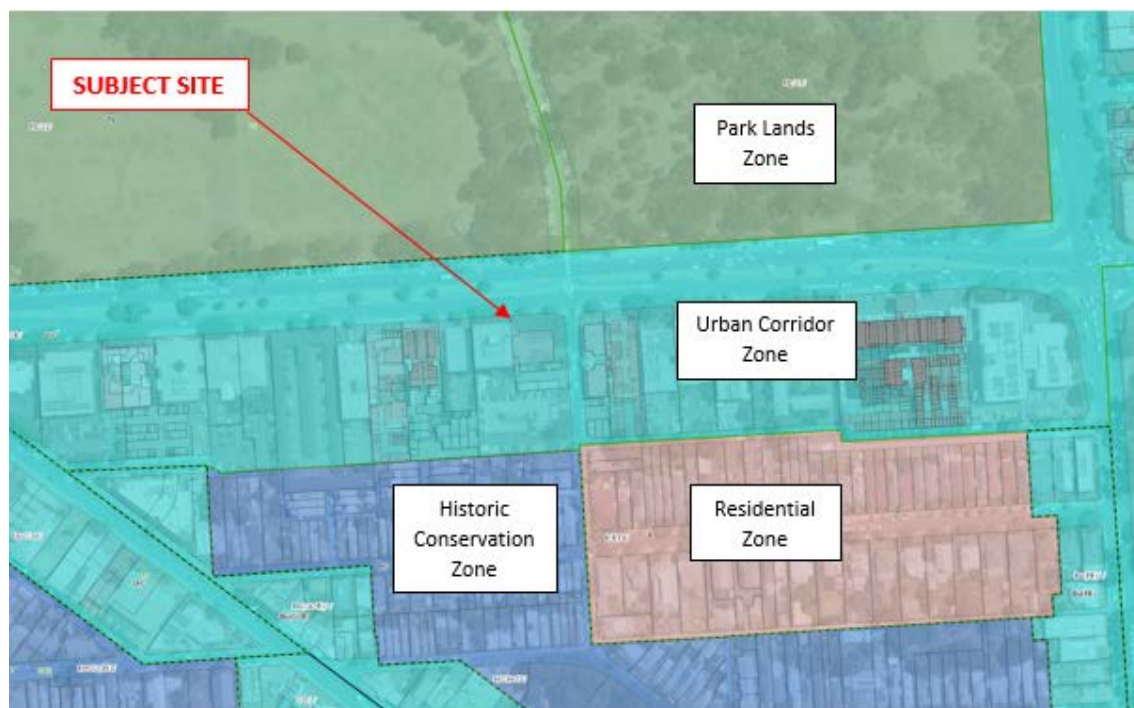 SUBJECT SITE
Park Lands
Zone
Urban Corridor
Zone
Historic
Conservation
Zone
Residential
Zone